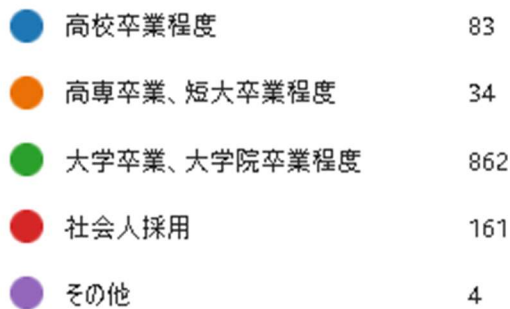 高校卒業程度 83
高専卒業、短大卒業程度 34
大学卒業、大学院卒業程度 862
社会人採用 161
その他 4